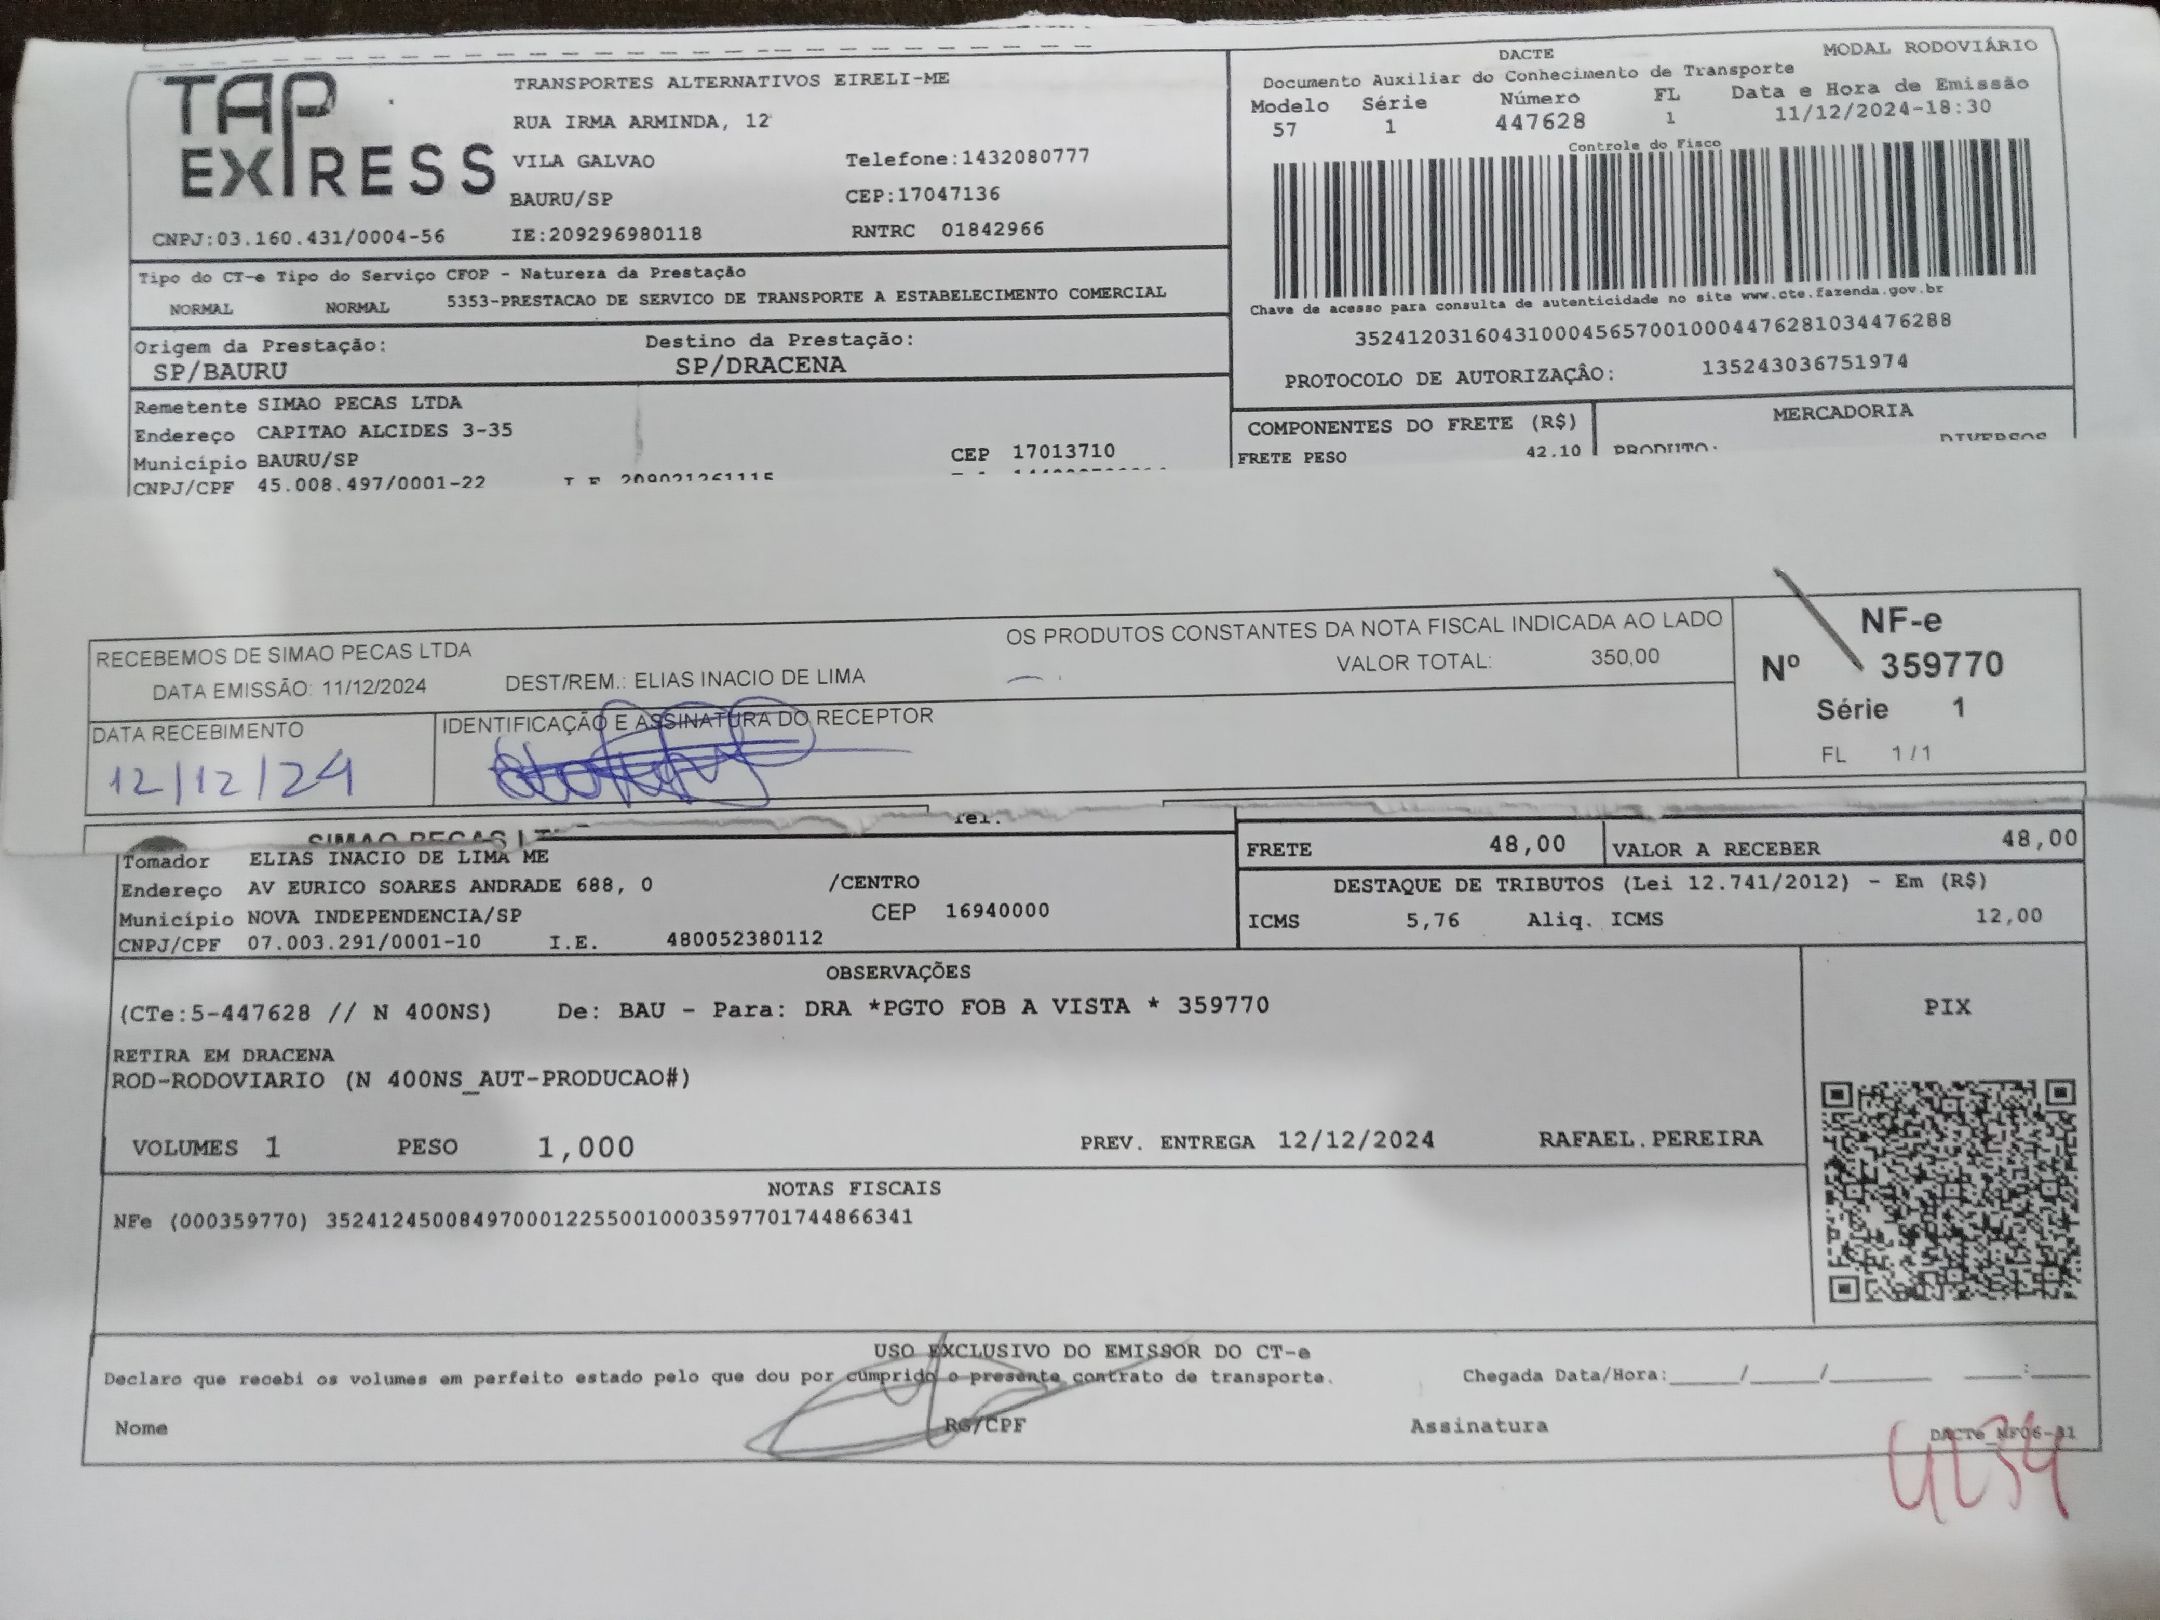 TAP EXPRESS
TRANSPORTES ALTERNATIVOS EIRELI-ME
RUA IRMA ARMINDA, 12
VILA GALVAO Telefone:1432080777
BAURU/SP CEP:17047136
CNPJ:03.160.431/0004-56 IE:209296980118 RNTRC 01842966
DACTE MODAL RODOVIÁRIO
Documento Auxiliar do Conhecimento de Transporte
Modelo Série Número FL Data e Hora de Emissão
57 1 447628 1 11/12/2024-18:30
Controle do Fisco
Chave de acesso para consulta de autenticidade no site www.cte.fazenda.gov.br
35241203160431000456570010004476281034476288
PROTOCOLO DE AUTORIZAÇÂO: 135243036751974
Tipo do CT-e Tipo do Serviço CFOP - Natureza da Prestação
NORMAL NORMAL 5353-PRESTACAO DE SERVICO DE TRANSPORTE A ESTABELECIMENTO COMERCIAL
Origem da Prestação: Destino da Prestação:
SP/BAURU SP/DRACENA
Remetente SIMAO PECAS LTDA
Endereço CAPITAO ALCIDES 3-35
Município BAURU/SP CEP 17013710
CNPJ/CPF 45.008.497/0001-22 I.E 209021261115
COMPONENTES DO FRETE (R$) MERCADORIA
FRETE PESO 42.10 PRODUTO: DIVERSOS
RECEBEMOS DE SIMAO PECAS LTDA OS PRODUTOS CONSTANTES DA NOTA FISCAL INDICADA AO LADO
DATA EMISSÃO: 11/12/2024 DEST/REM.: ELIAS INACIO DE LIMA VALOR TOTAL: 350,00
DATA RECEBIMENTO IDENTIFICAÇÃO E ASSINATURA DO RECEPTOR
12/12/24
NF-e
Nº 359770
Série 1
FL 1/1
SIMAO PECAS LT
Tel.
Tomador ELIAS INACIO DE LIMA ME
Endereço AV EURICO SOARES ANDRADE 688, 0 /CENTRO
Município NOVA INDEPENDENCIA/SP CEP 16940000
CNPJ/CPF 07.003.291/0001-10 I.E. 480052380112
FRETE 48,00 VALOR A RECEBER 48,00
DESTAQUE DE TRIBUTOS (Lei 12.741/2012) - Em (R$)
ICMS 5,76 Aliq. ICMS 12,00
OBSERVAÇÕES
(CTe:5-447628 // N 400NS) De: BAU - Para: DRA *PGTO FOB A VISTA * 359770
RETIRA EM DRACENA
ROD-RODOVIARIO (N 400NS_AUT-PRODUCAO#)
VOLUMES 1 PESO 1,000 PREV. ENTREGA 12/12/2024 RAFAEL.PEREIRA
PIX
NOTAS FISCAIS
NFe (000359770) 35241245008497000122550010003597701744866341
USO EXCLUSIVO DO EMISSOR DO CT-e
Declaro que recebi os volumes em perfeito estado pelo que dou por cumprido o presente contrato de transporte. Chegada Data/Hora:_____/_____/_______ ____:____
Nome RG/CPF Assinatura